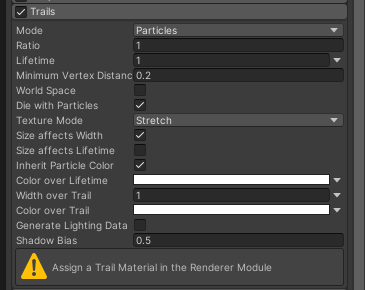 Trails
Mode Particles
Ratio 1
Lifetime 1
Minimum Vertex Distanc 0.2
World Space
Die with Particles
Texture Mode Stretch
Size affects Width
Size affects Lifetime
Inherit Particle Color
Color over Lifetime
Width over Trail 1
Color over Trail
Generate Lighting Data
Shadow Bias 0.5
Assign a Trail Material in the Renderer Module